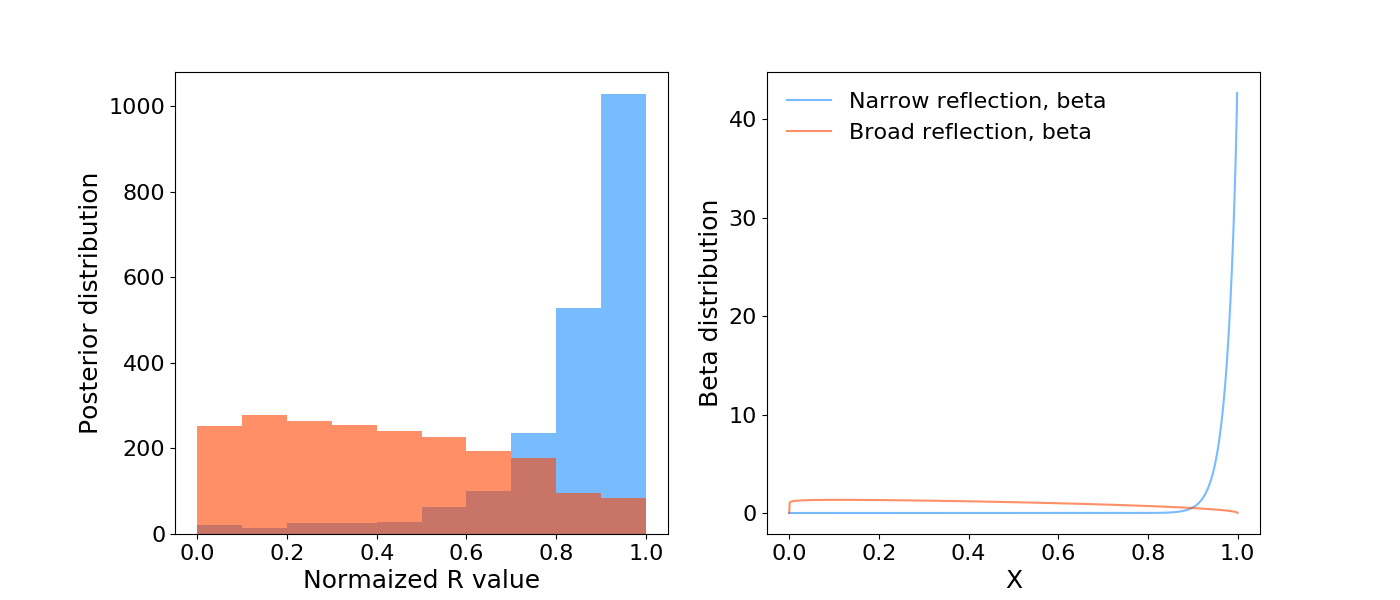 Posterior distribution
1000
800
600
400
200
0
0.0 0.2 0.4 0.6 0.8 1.0
Normaized R value
Beta distribution
40
30
20
10
0
0.0 0.2 0.4 0.6 0.8 1.0
X
Narrow reflection, beta
Broad reflection, beta